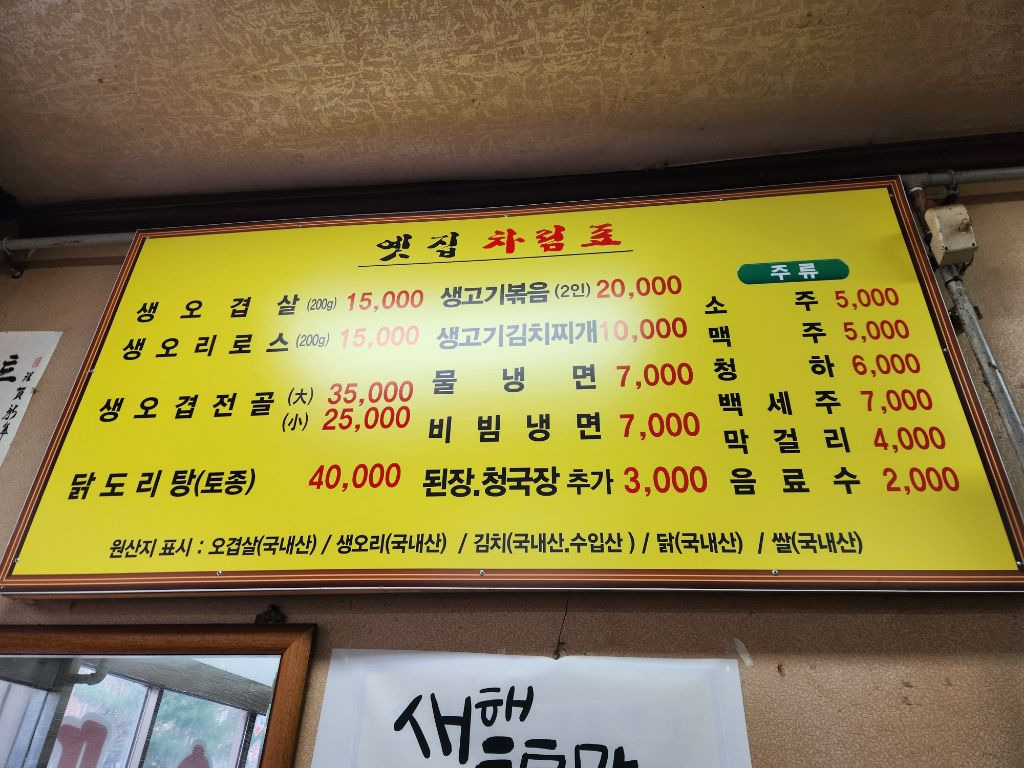 옛집 차림표
생오겹살 (200g) 15,000
생오리로스 (200g) 15,000
생오겹전골 (大) 35,000
(小) 25,000
닭도리탕(토종) 40,000
생고기볶음 (2인) 20,000
생고기김치찌개 10,000
물냉면 7,000
비빔냉면 7,000
된장.청국장 추가 3,000
주류
소주 5,000
맥주 5,000
청하 6,000
백세주 7,000
막걸리 4,000
음료수 2,000
원산지 표시 : 오겹살(국내산) / 생오리(국내산) / 김치(국내산.수입산 ) / 닭(국내산) / 쌀(국내산)
새해